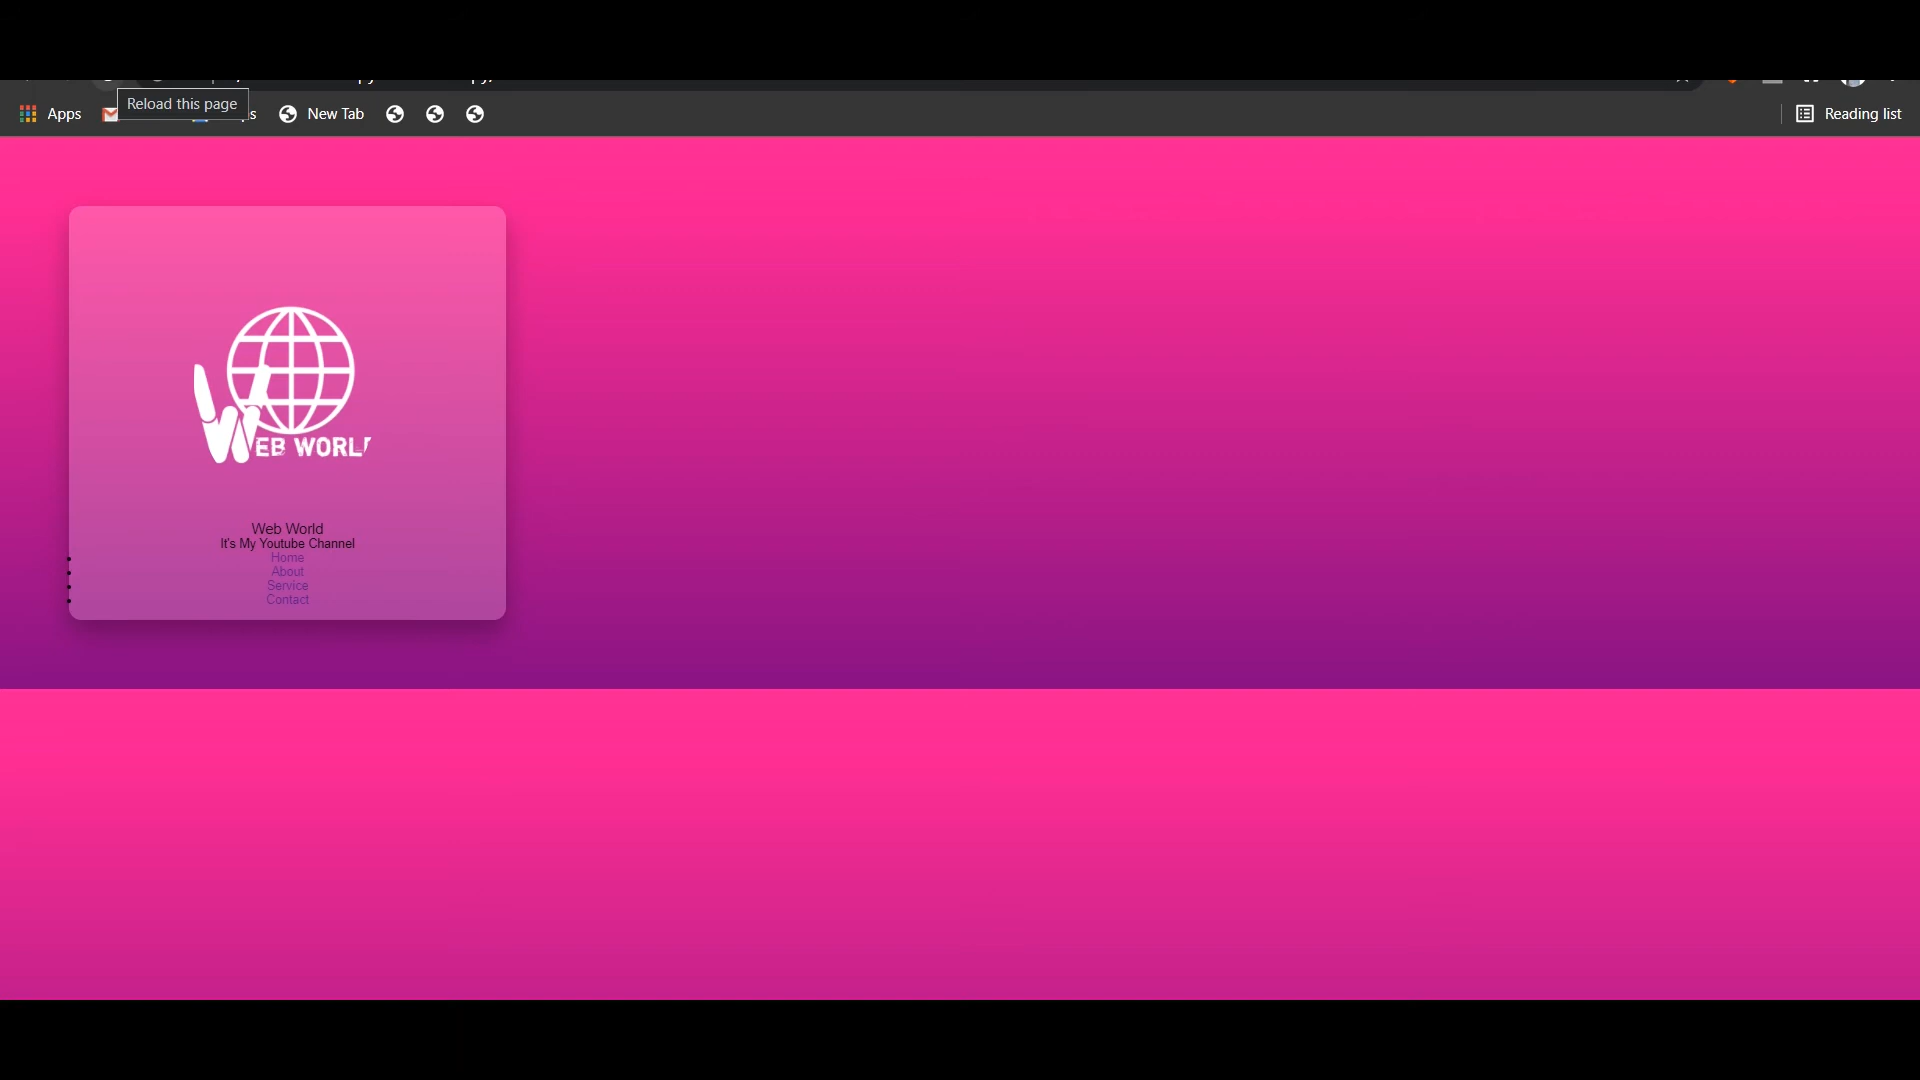 Apps
Reload this page
New Tab
Reading list
EB WORL
Web World
It's My Youtube Channel
Home
About
Service
Contact